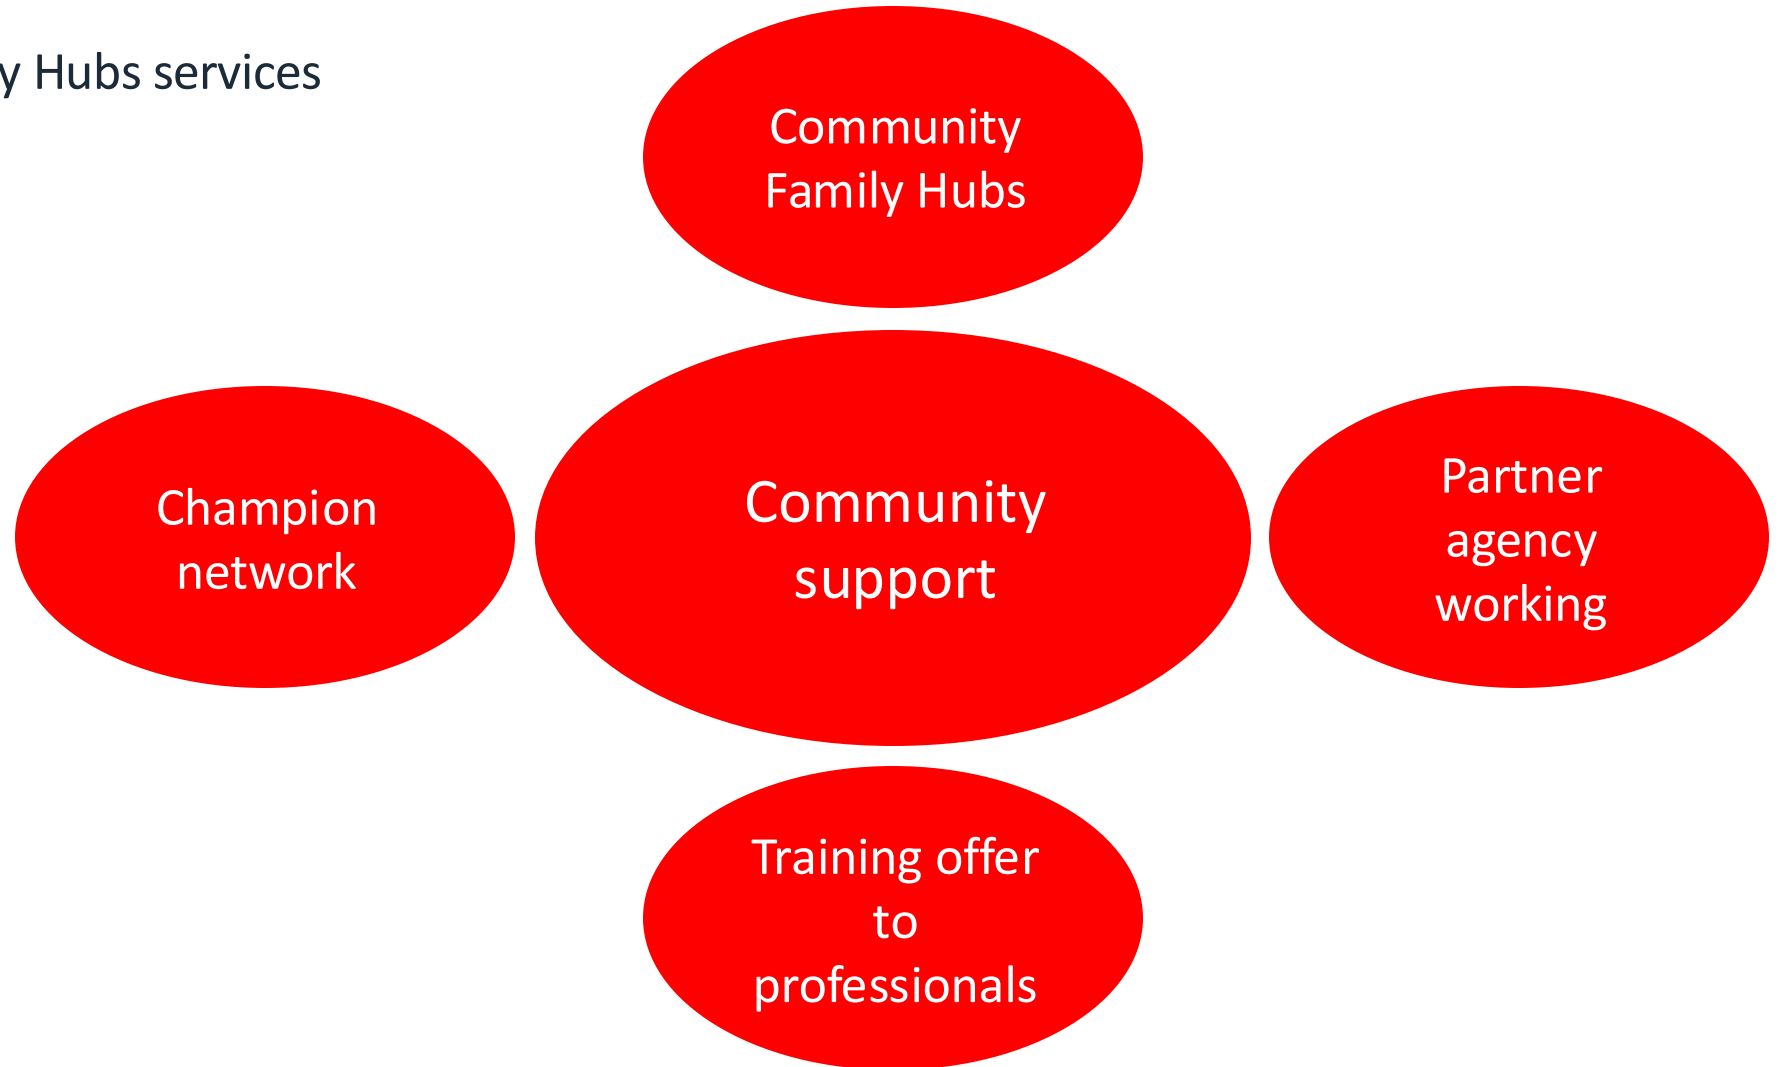 y Hubs services
Community
Family Hubs
Champion
network
Community
support
Partner
agency
working
Training offer
to
professionals